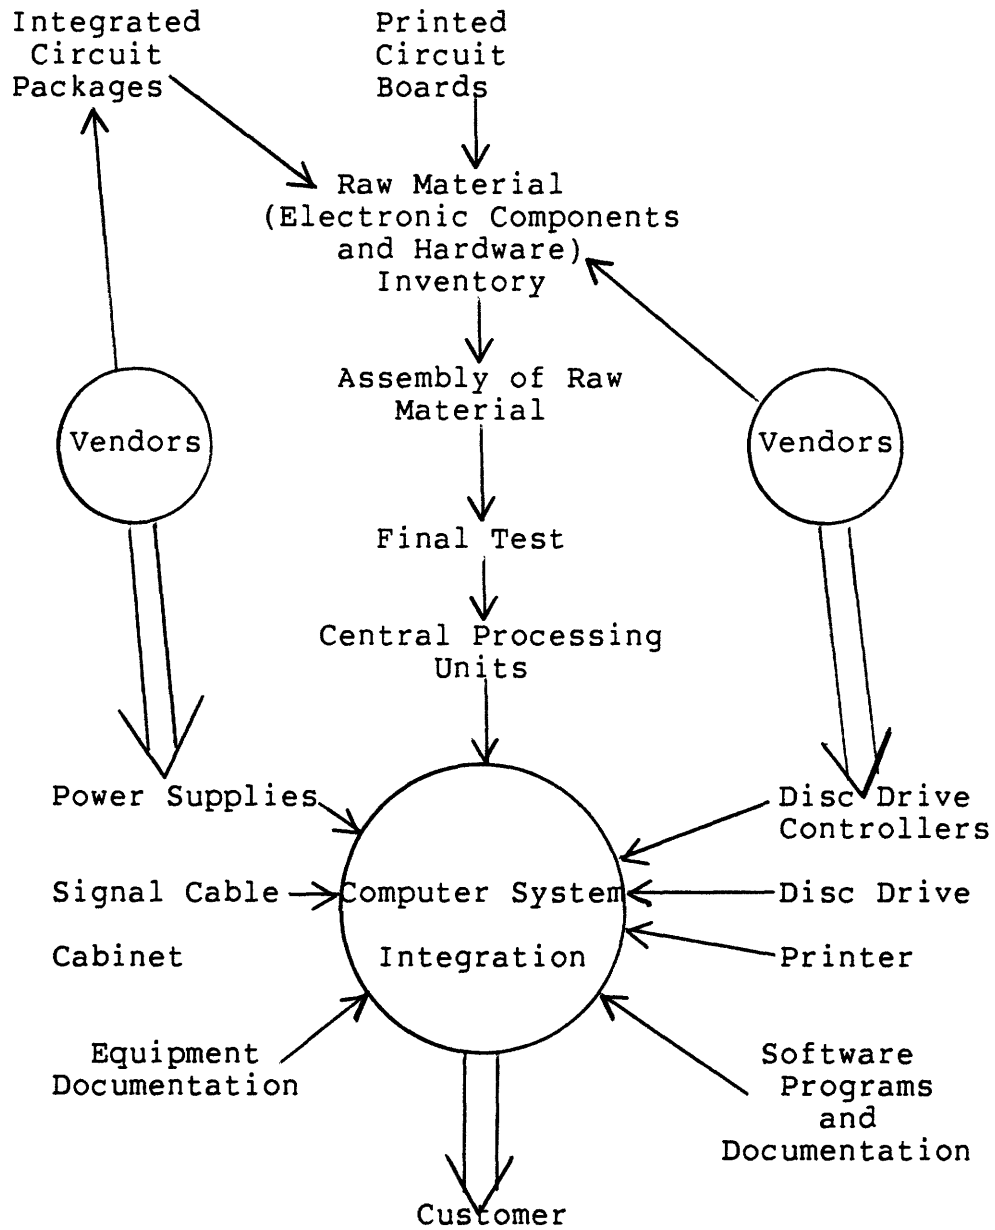 Integrated
Circuit
Packages
Printed
Circuit
Boards
Raw Material
(Electronic Components
and Hardware)
Inventory
Assembly of Raw
Material
Vendors
Vendors
Final Test
Central Processing
Units
Power Supplies
Disc Drive
Controllers
Signal Cable
Computer System
Disc Drive
Cabinet
Integration
Printer
Equipment
Documentation
Software
Programs
and
Documentation
Customer